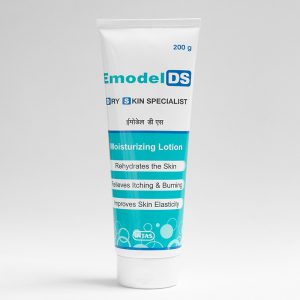 200 g
Emodel DS
DRY SKIN SPECIALIST
ईमोडेल डी एस
Moisturizing Lotion
Rehydrates the Skin
Relieves Itching & Burning
Improves Skin Elasticity
INTAS